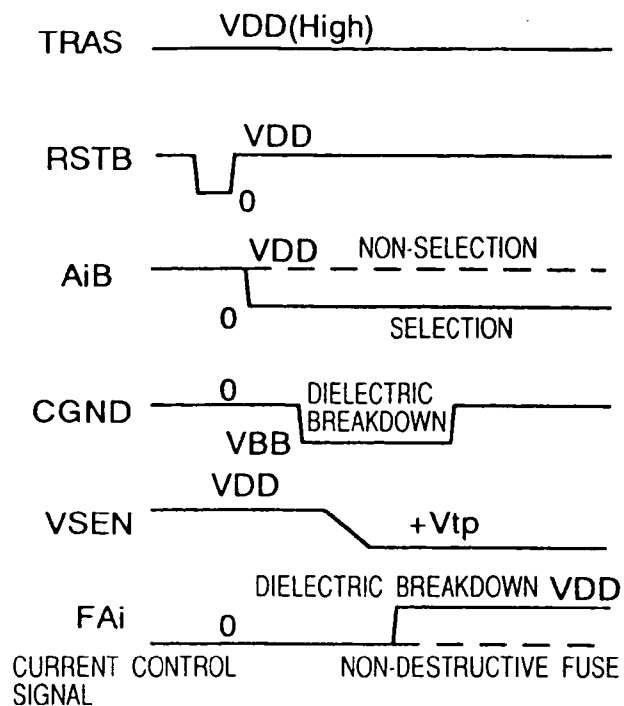 TRAS VDD(High)
VDD
RSTB
0
VDD NON-SELECTION
AiB
0 SELECTION
0 DIELECTRIC
CGND BREAKDOWN
VBB
VDD
VSEN +Vtp
DIELECTRIC BREAKDOWN VDD
FAi 0
CURRENT CONTROL NON-DESTRUCTIVE FUSE
SIGNAL